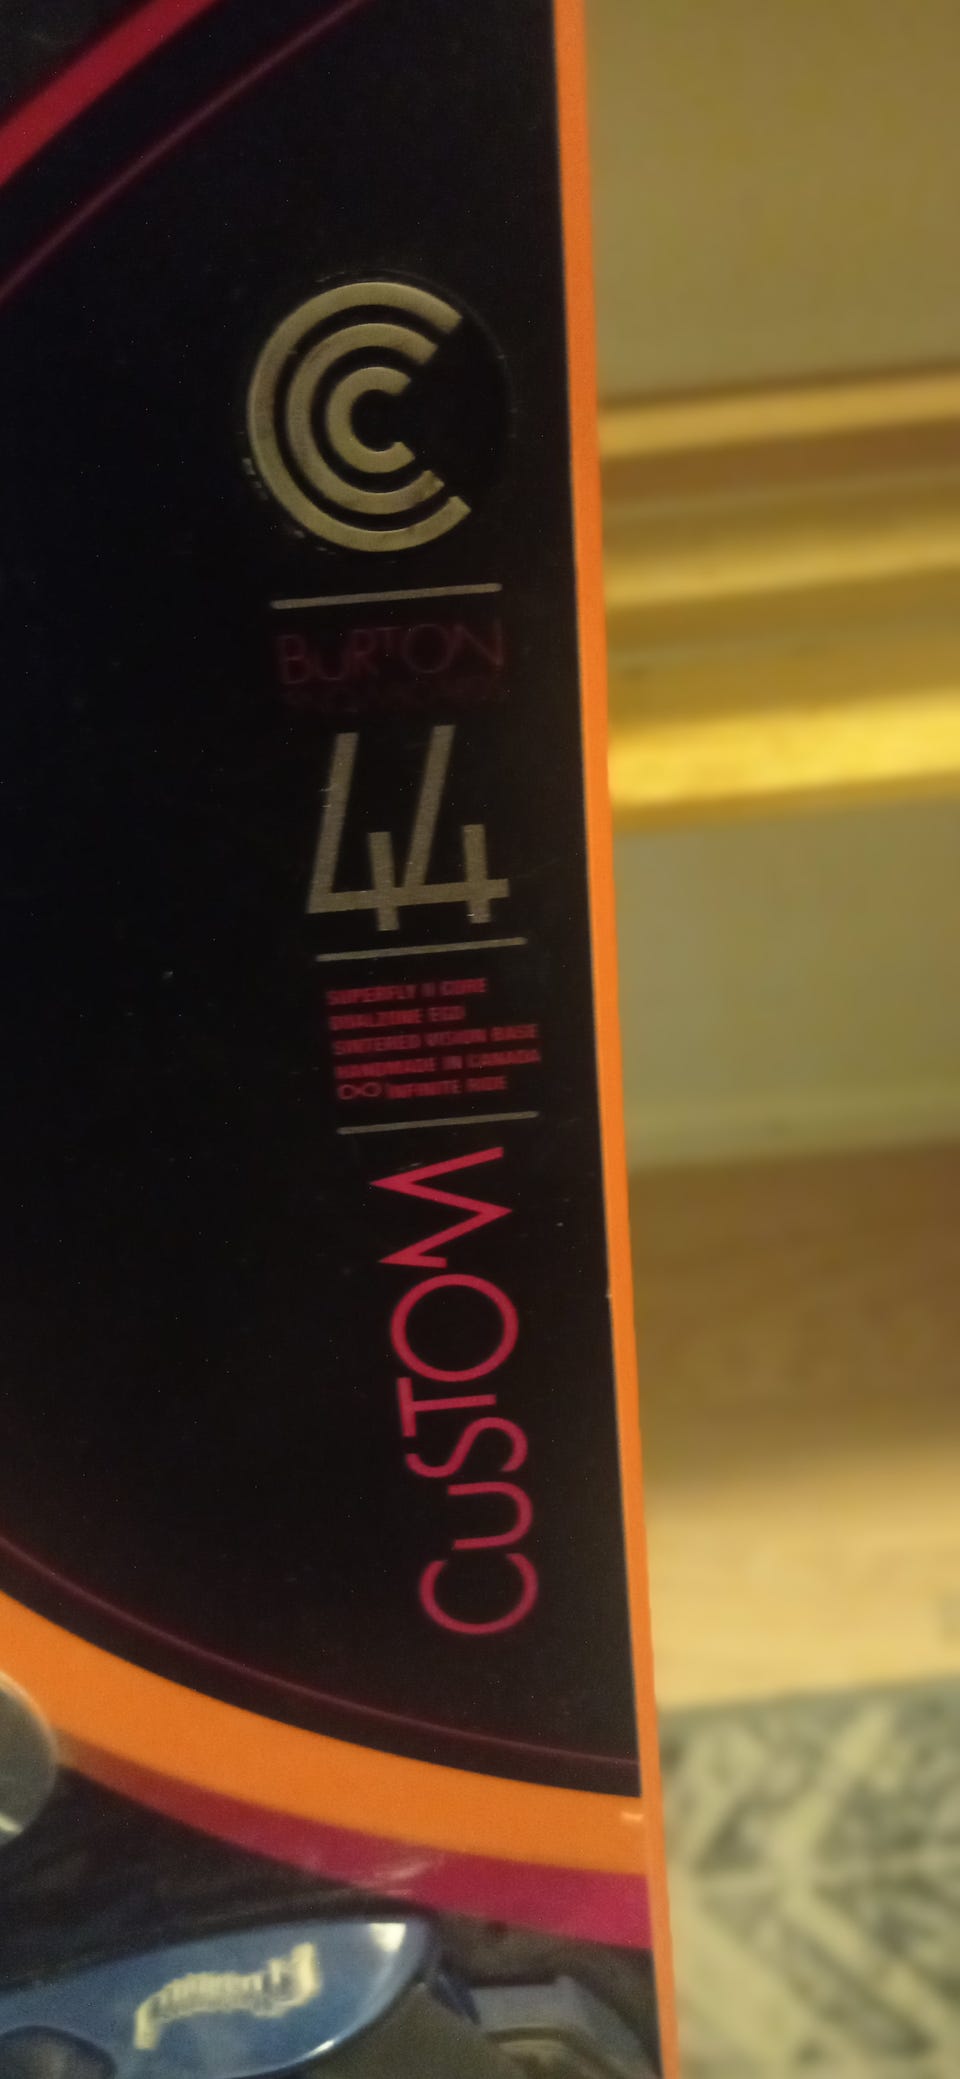 BURTON
44
SUPERFLY II CORE
DUALZONE EGD
SINTERED VISION BASE
HANDMADE IN CANADA
INFINITE RIDE
CUSTOM